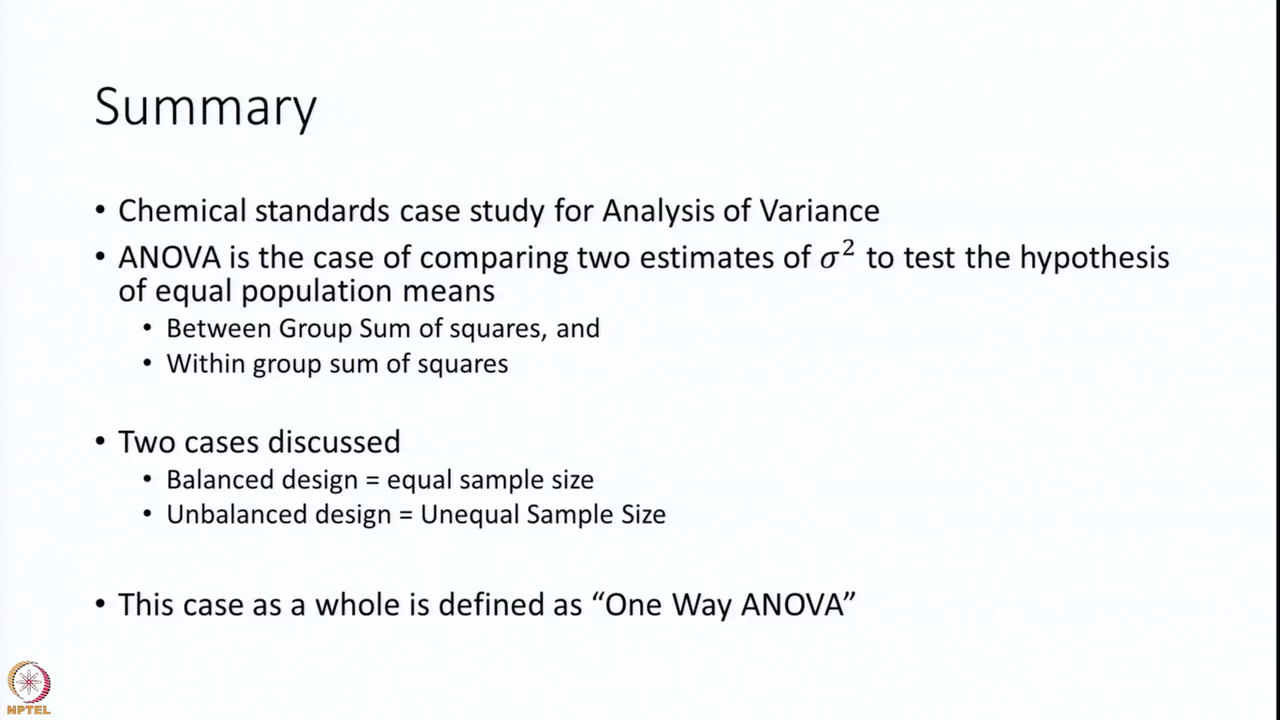 Summary
• Chemical standards case study for Analysis of Variance
• ANOVA is the case of comparing two estimates of σ² to test the hypothesis
of equal population means
• Between Group Sum of squares, and
• Within group sum of squares
• Two cases discussed
• Balanced design = equal sample size
• Unbalanced design = Unequal Sample Size
• This case as a whole is defined as “One Way ANOVA”
NPTEL